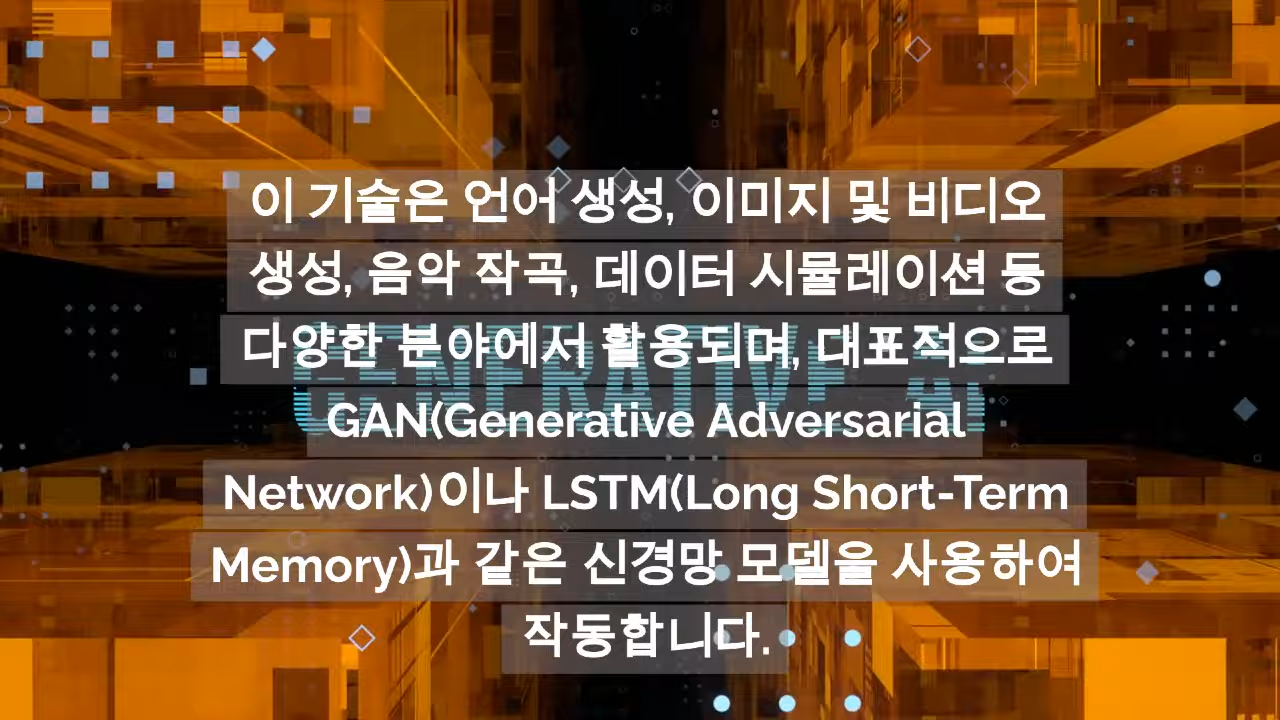 이 기술은 언어 생성, 이미지 및 비디오
생성, 음악 작곡, 데이터 시뮬레이션 등
다양한 분야에서 활용되며, 대표적으로
GENERATIVE AI
GAN(Generative Adversarial
Network)이나 LSTM(Long Short-Term
Memory)과 같은 신경망 모델을 사용하여
작동합니다.